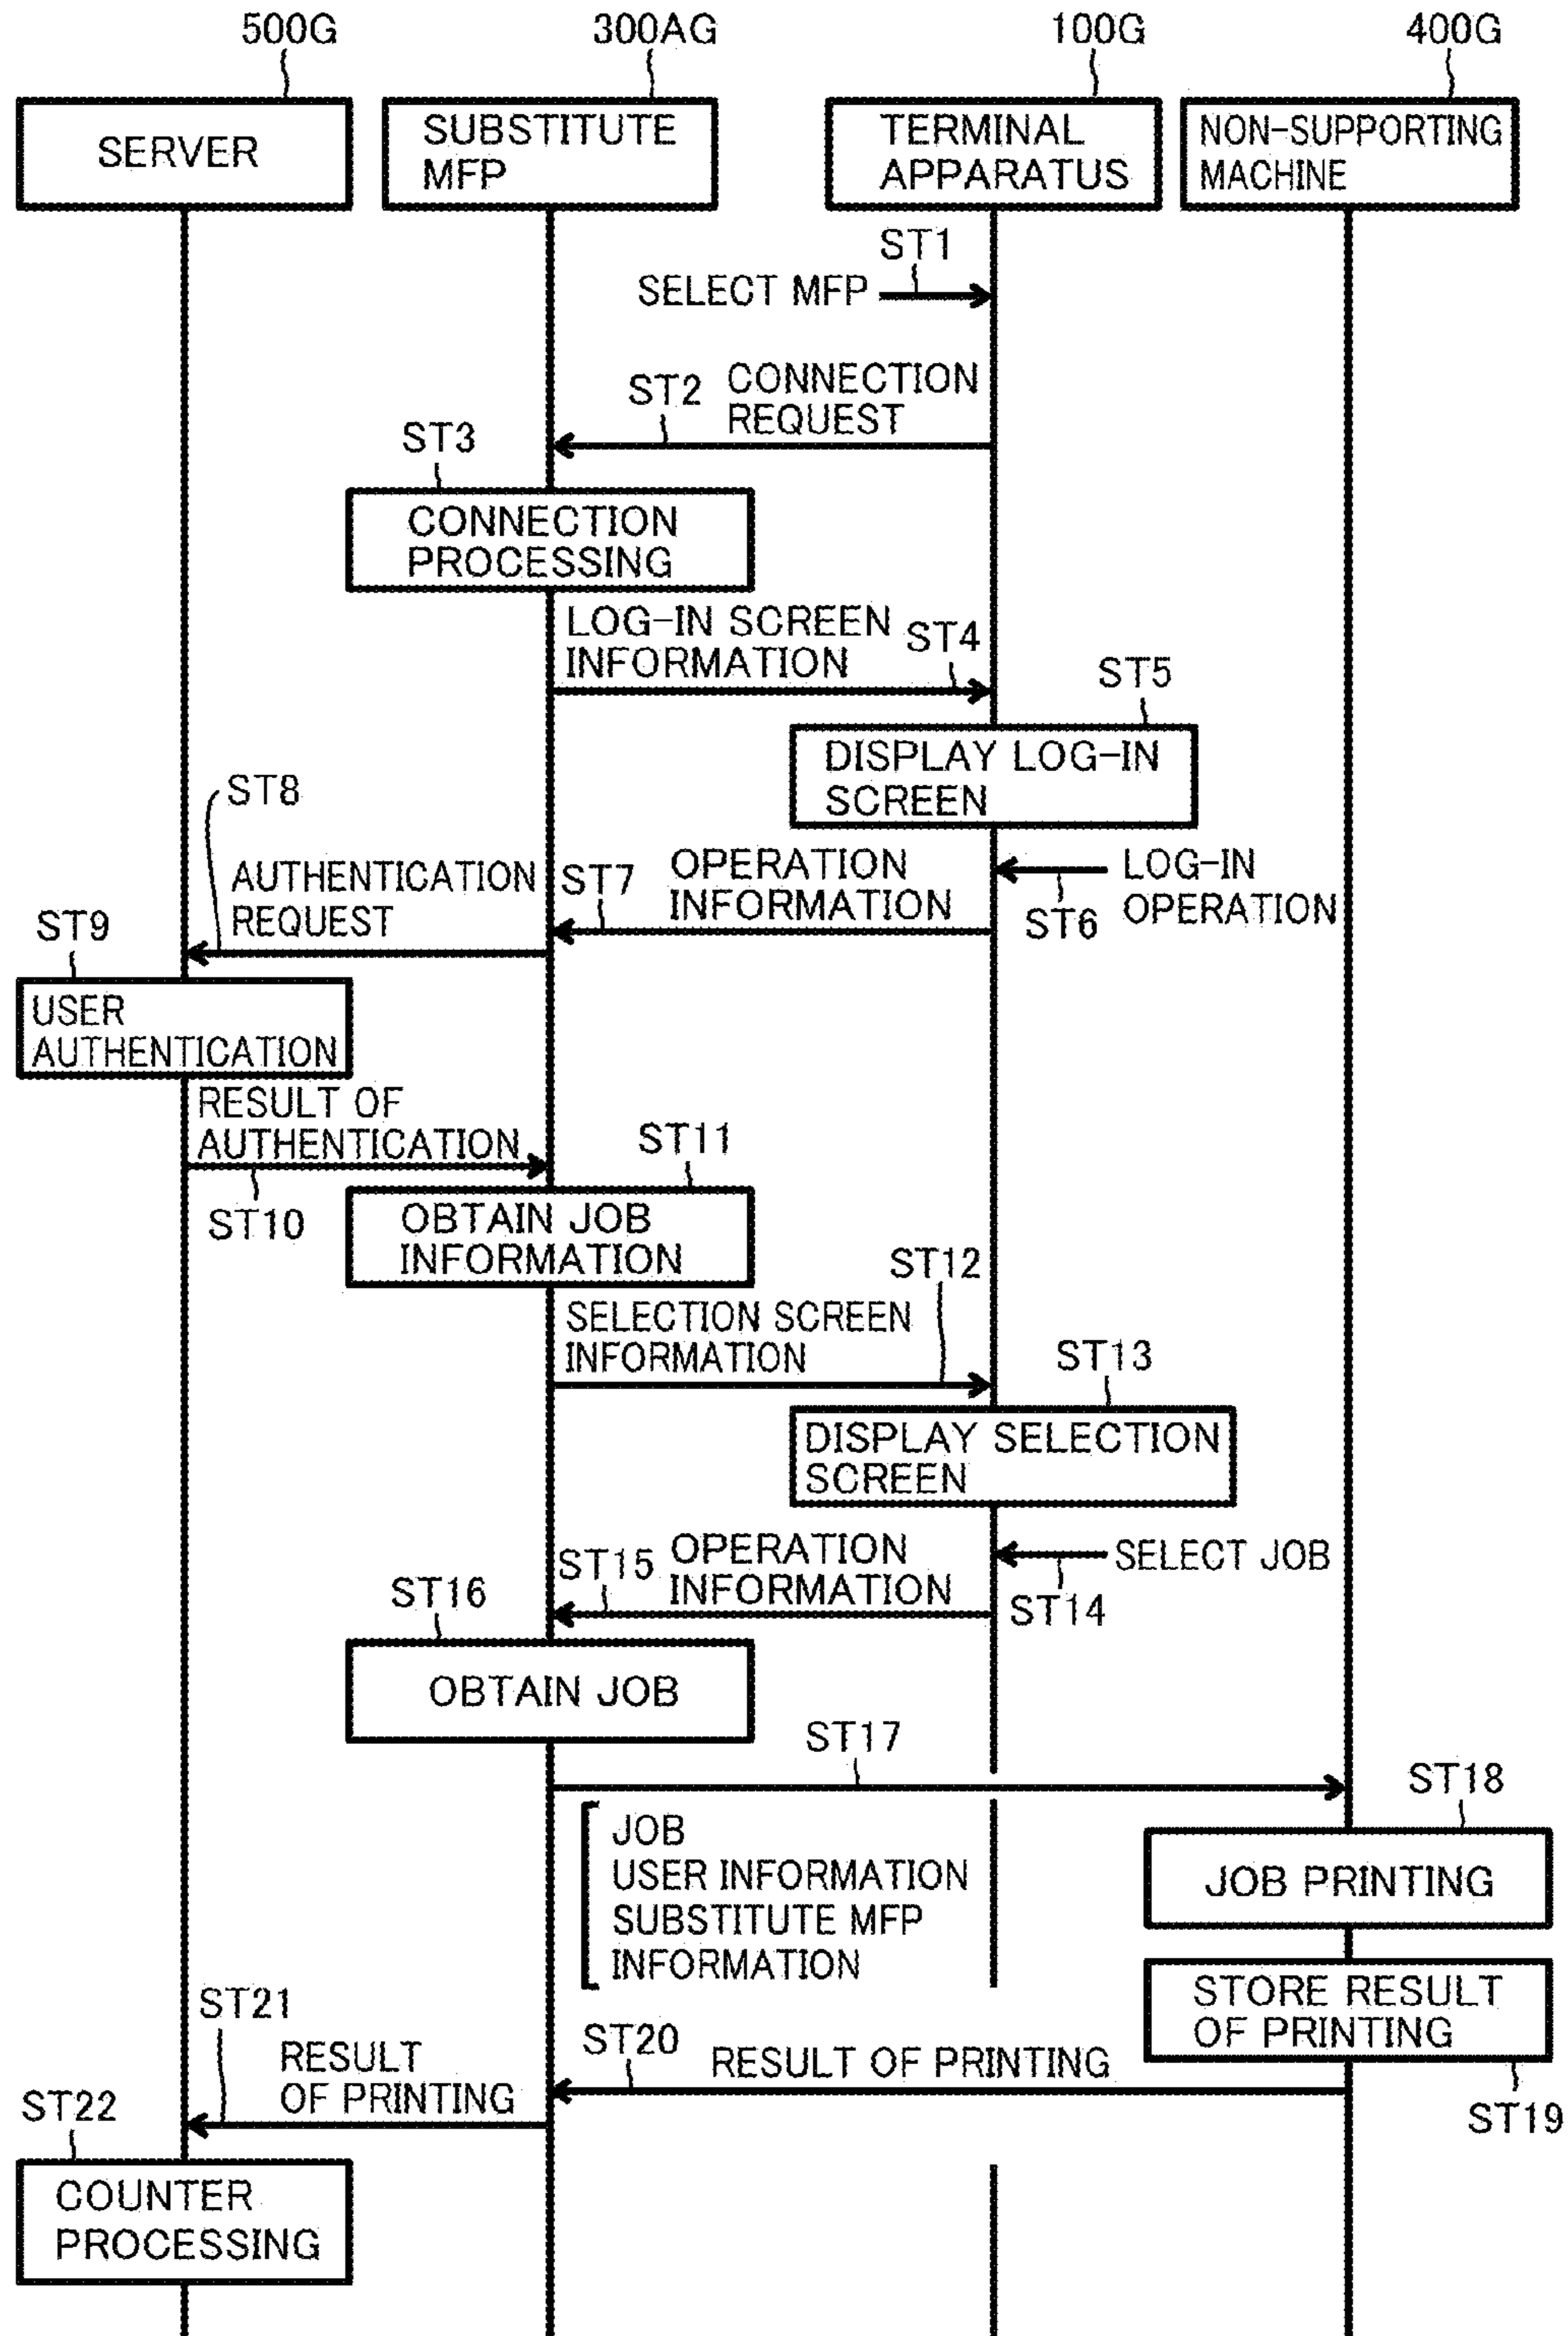 500G
300AG
100G
400G
SERVER
SUBSTITUTE
MFP
TERMINAL
APPARATUS
NON-SUPPORTING
MACHINE
ST1
SELECT MFP
ST2
CONNECTION
REQUEST
ST3
CONNECTION
PROCESSING
LOG-IN SCREEN
INFORMATION
ST4
ST5
DISPLAY LOG-IN
SCREEN
ST8
AUTHENTICATION
REQUEST
ST7
OPERATION
INFORMATION
LOG-IN
OPERATION
ST6
ST9
USER
AUTHENTICATION
RESULT OF
AUTHENTICATION
ST10
ST11
OBTAIN JOB
INFORMATION
ST12
SELECTION SCREEN
INFORMATION
ST13
DISPLAY SELECTION
SCREEN
ST15
OPERATION
INFORMATION
SELECT JOB
ST14
ST16
OBTAIN JOB
ST17
JOB
USER INFORMATION
SUBSTITUTE MFP
INFORMATION
ST18
JOB PRINTING
STORE RESULT
OF PRINTING
ST19
ST20
RESULT OF PRINTING
ST21
RESULT
OF PRINTING
ST22
COUNTER
PROCESSING